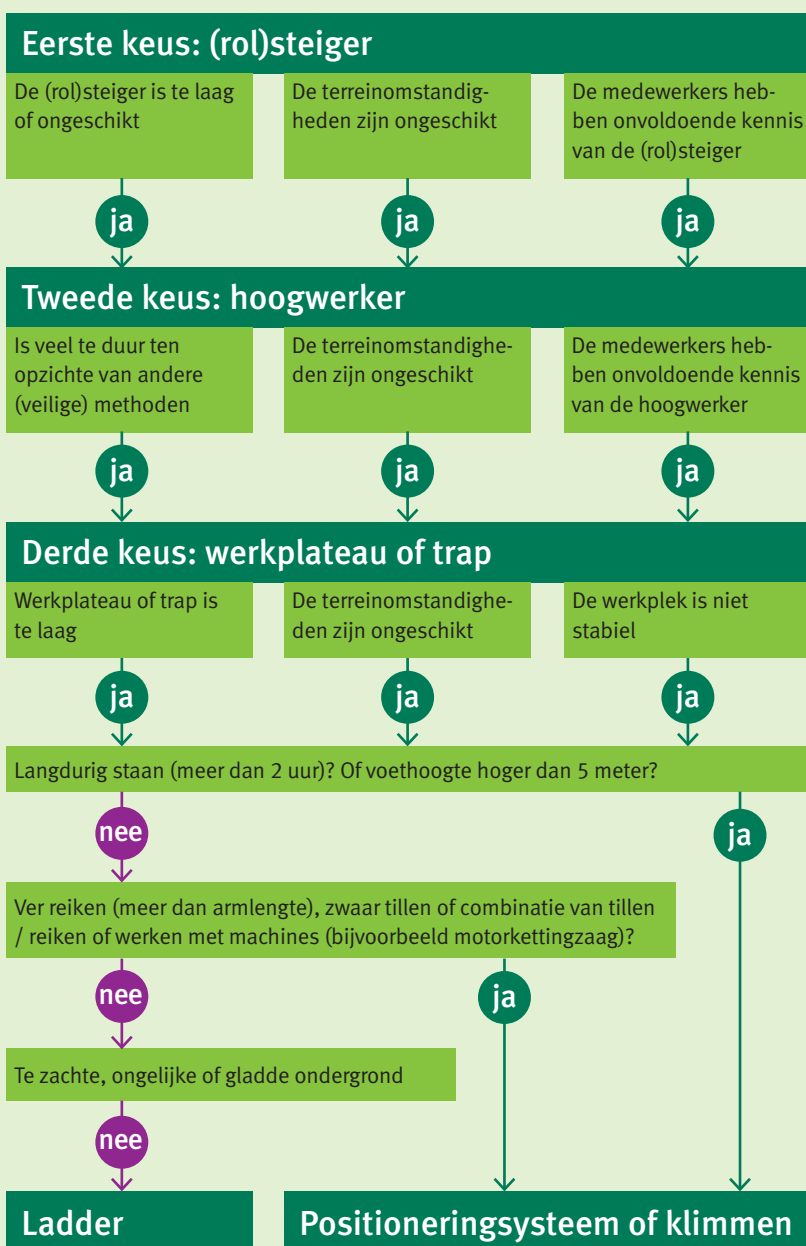 Eerste keus: (rol)steiger
De (rol)steiger is te laag
of ongeschikt
De terreinomstandig-
heden zijn ongeschikt
De medewerkers heb-
ben onvoldoende kennis
van de (rol)steiger
ja
ja
ja
Tweede keus: hoogwerker
Is veel te duur ten
opzichte van andere
(veilige) methoden
De terreinomstandighe-
den zijn ongeschikt
De medewerkers heb-
ben onvoldoende kennis
van de hoogwerker
ja
ja
ja
Derde keus: werkplateau of trap
Werkplateau of trap is
te laag
De terreinomstandighe-
den zijn ongeschikt
De werkplek is niet
stabiel
ja
ja
ja
Langdurig staan (meer dan 2 uur)? Of voethoogte hoger dan 5 meter?
nee
ja
Ver reiken (meer dan armlengte), zwaar tillen of combinatie van tillen
/ reiken of werken met machines (bijvoorbeeld motorkettingzaag)?
nee
ja
Te zachte, ongelijke of gladde ondergrond
nee
Ladder
Positioneringsysteem of klimmen